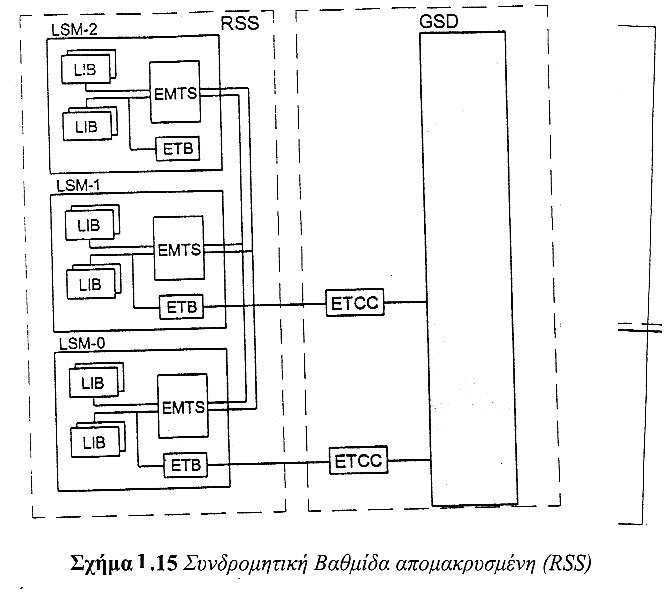 RSS
GSD
LSM-2
LIB
EMTS
LIB
ETB
LSM-1
LIB
EMTS
LIB
ETB
ETCC
LSM-0
LIB
EMTS
LIB
ETB
ETCC
Σχήμα 1.15 Συνδρομητική Βαθμίδα απομακρυσμένη (RSS)